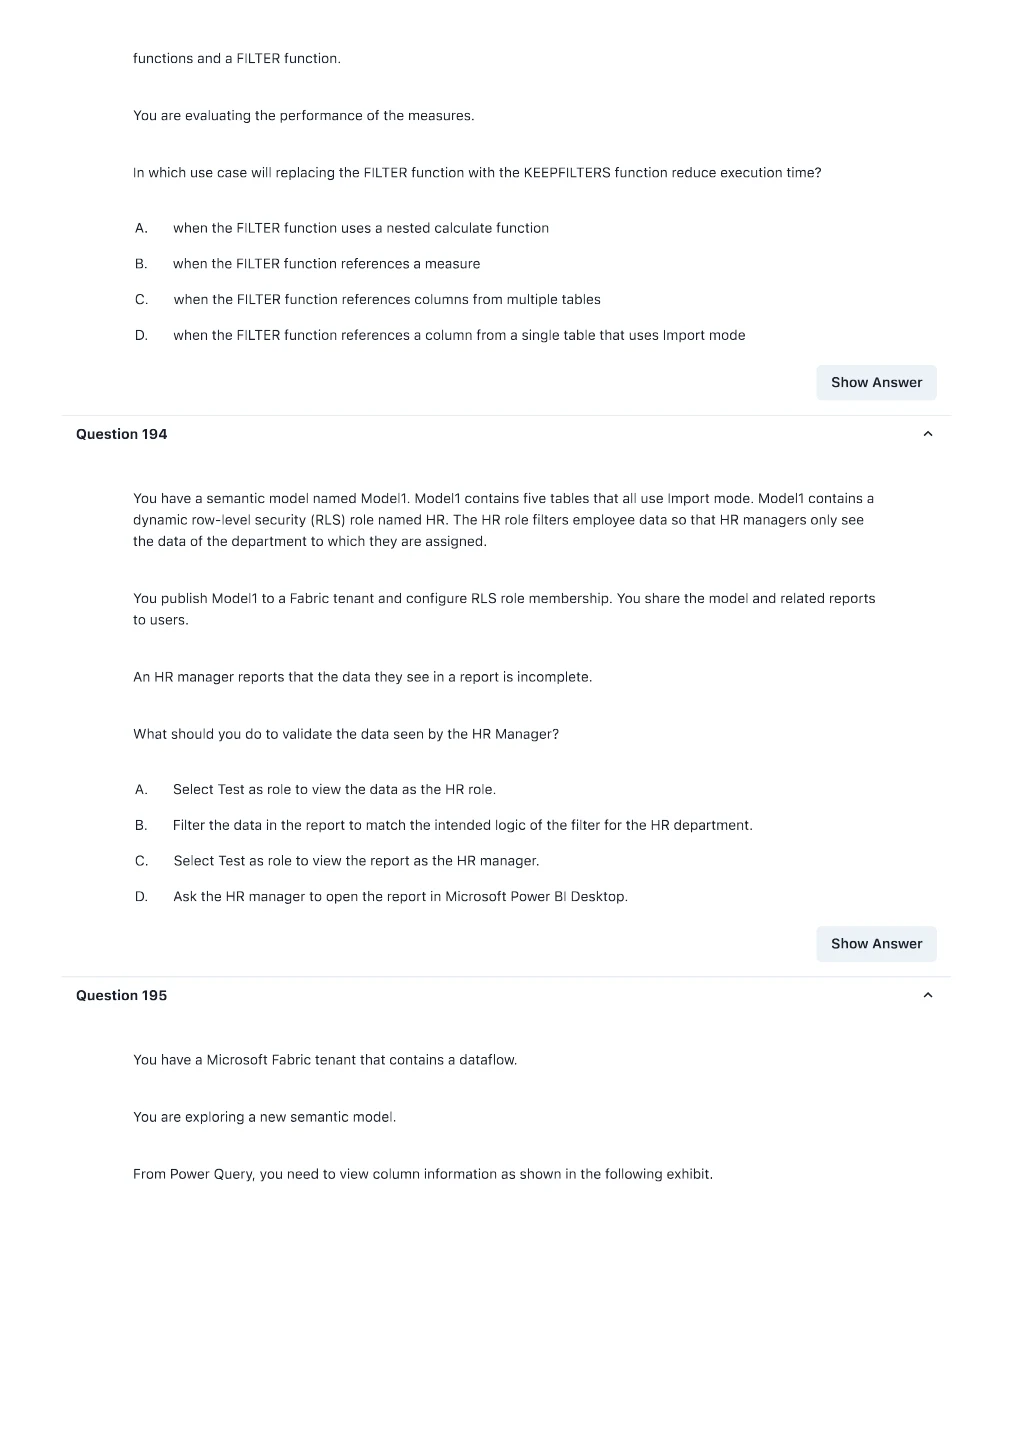 functions and a FILTER function.
You are evaluating the performance of the measures.
In which use case will replacing the FILTER function with the KEEPFILTERS function reduce execution time?
A. when the FILTER function uses a nested calculate function
B. when the FILTER function references a measure
C. when the FILTER function references columns from multiple tables
D. when the FILTER function references a column from a single table that uses Import mode
Show Answer
Question 194
You have a semantic model named Model1. Model1 contains five tables that all use Import mode. Model1 contains a
dynamic row-level security (RLS) role named HR. The HR role filters employee data so that HR managers only see
the data of the department to which they are assigned.
You publish Model1 to a Fabric tenant and configure RLS role membership. You share the model and related reports
to users.
An HR manager reports that the data they see in a report is incomplete.
What should you do to validate the data seen by the HR Manager?
A. Select Test as role to view the data as the HR role.
B. Filter the data in the report to match the intended logic of the filter for the HR department.
C. Select Test as role to view the report as the HR manager.
D. Ask the HR manager to open the report in Microsoft Power BI Desktop.
Show Answer
Question 195
You have a Microsoft Fabric tenant that contains a dataflow.
You are exploring a new semantic model.
From Power Query, you need to view column information as shown in the following exhibit.